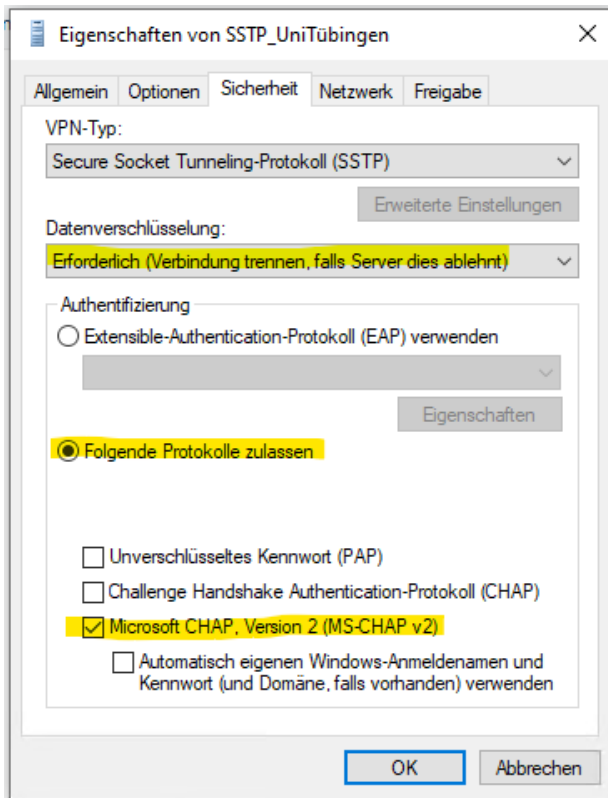 Eigenschaften von SSTP_UniTübingen
Allgemein Optionen Sicherheit Netzwerk Freigabe
VPN-Typ:
Secure Socket Tunneling-Protokoll (SSTP)
Erweiterte Einstellungen
Datenverschlüsselung:
Erforderlich (Verbindung trennen, falls Server dies ablehnt)
Authentifizierung
Extensible-Authentication-Protokoll (EAP) verwenden
Eigenschaften
Folgende Protokolle zulassen
Unverschlüsseltes Kennwort (PAP)
Challenge Handshake Authentication-Protokoll (CHAP)
Microsoft CHAP, Version 2 (MS-CHAP v2)
Automatisch eigenen Windows-Anmeldenamen und
Kennwort (und Domäne, falls vorhanden) verwenden
OK Abbrechen